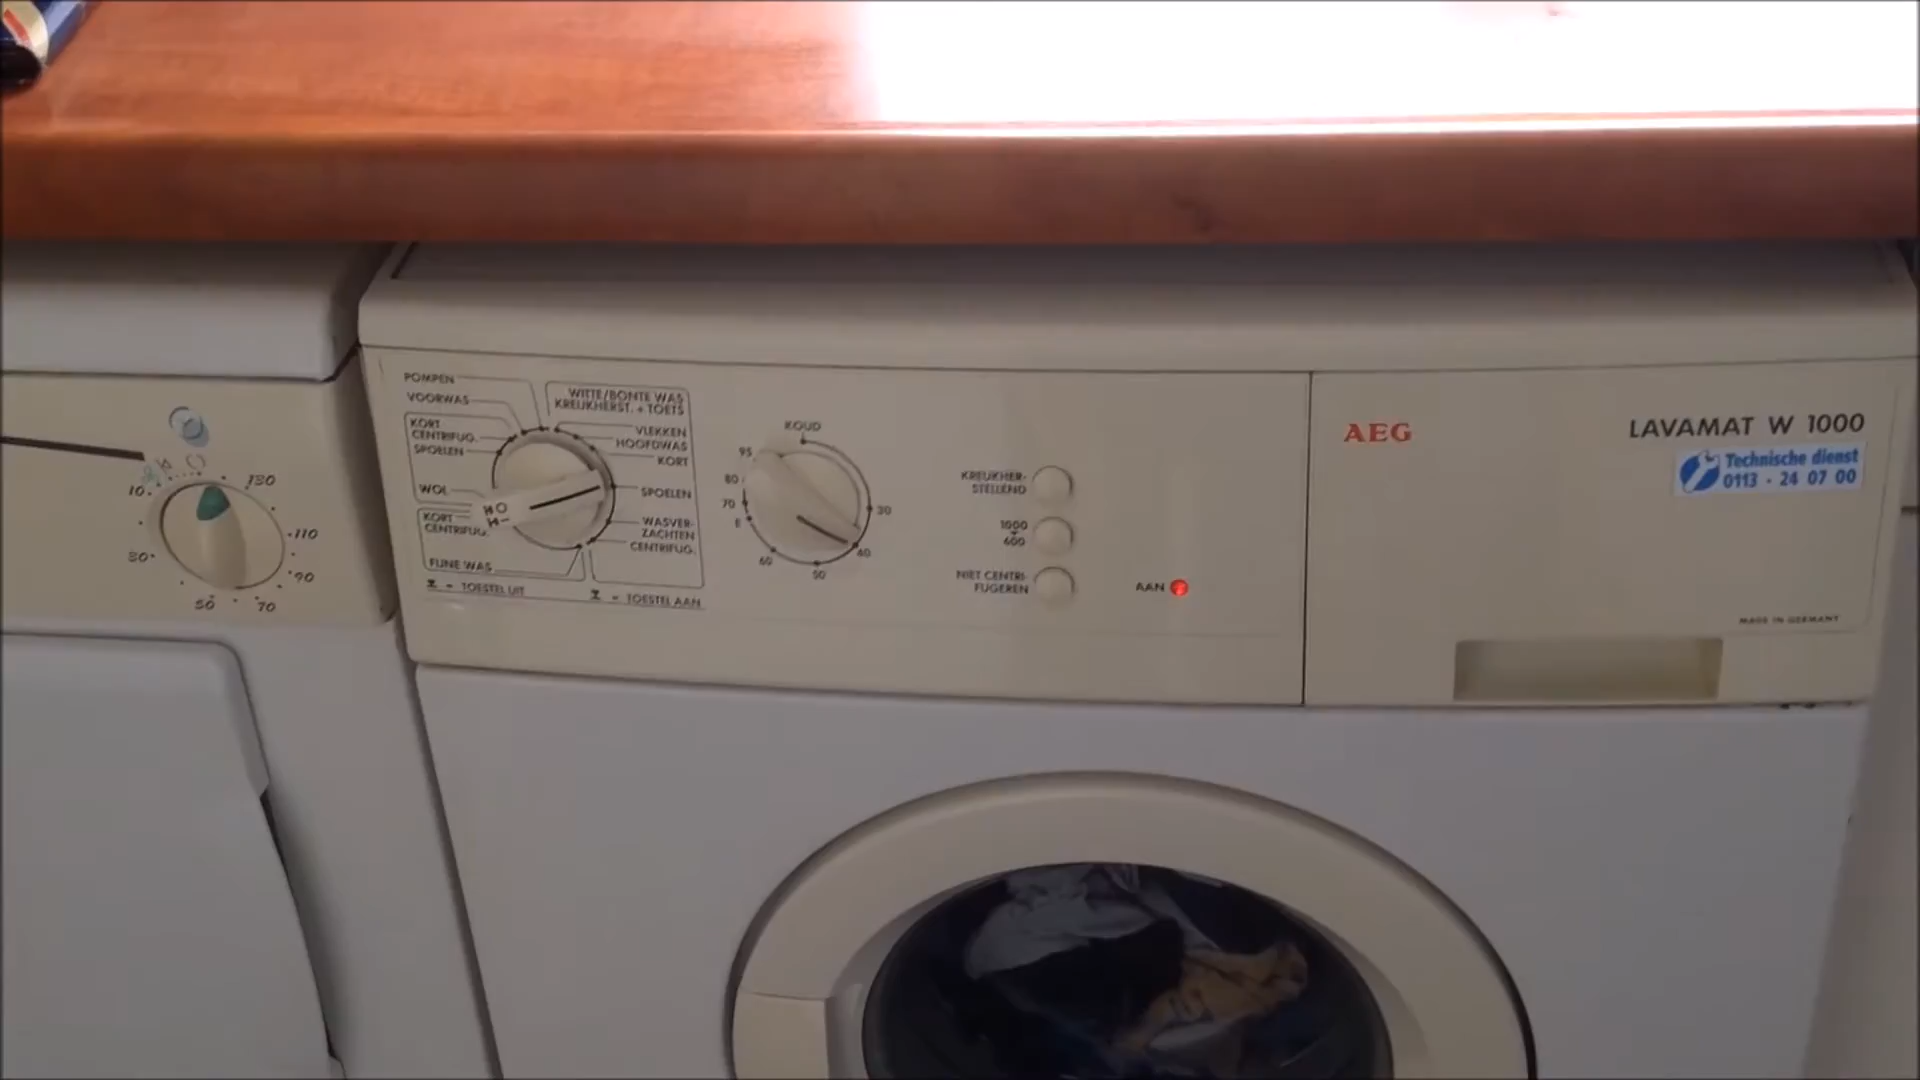 POMPEN
VOORWAS
KORT
CENTRIFUG.
SPOELEN
WOL
KORT
CENTRIFUG.
FIJNE WAS
= TOESTEL UIT
WITTE/BONTE WAS
KREUKHERST. + TOETS
VLEKKEN
HOOFDWAS
KORT
SPOELEN
WASVER-
ZACHTEN
CENTRIFUG.
= TOESTEL AAN
KOUD
95
80
70
E
60
50
40
30
KREUKHER-
STELLEND
1000
600
NIET CENTRI-
FUGEREN
AAN
AEG
LAVAMAT W 1000
Technische dienst
0113 - 24 07 00
MADE IN GERMANY
10
30
50
70
90
110
130